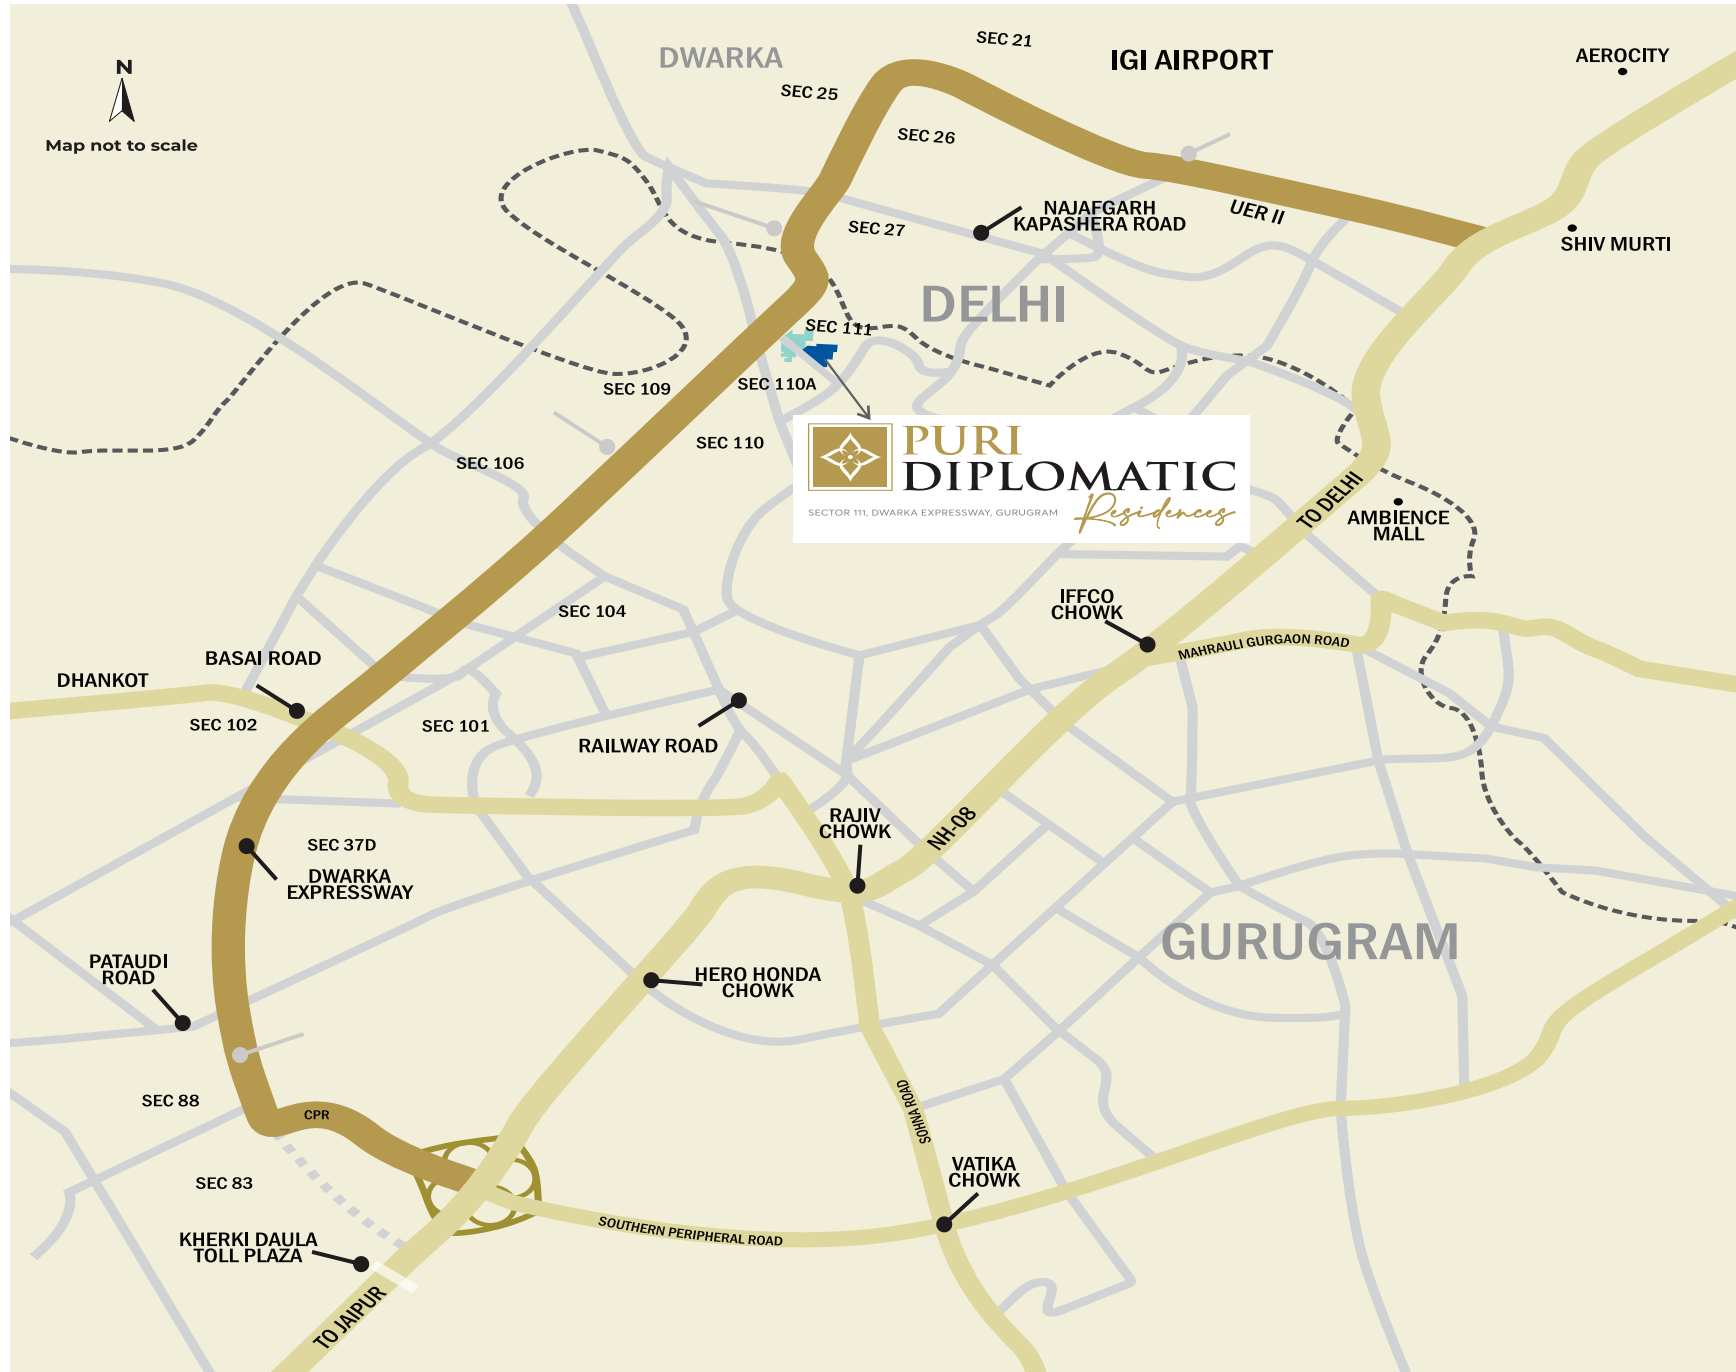 SEC 21
DWARKA
IGI AIRPORT
AEROCITY
N
SEC 25
SEC 26
Map not to scale
NAJAFGARH
KAPASHERA ROAD
UER II
SEC 27
SHIV MURTI
DELHI
SEC 111
SEC 109
SEC 110A
PURI
DIPLOMATIC
Residences
SECTOR 111, DWARKA EXPRESSWAY, GURUGRAM
SEC 110
SEC 106
TO DELHI
AMBIENCE
MALL
IFFCO
CHOWK
SEC 104
MAHRAULI GURGAON ROAD
BASAI ROAD
DHANKOT
SEC 102
SEC 101
RAILWAY ROAD
RAJIV
CHOWK
NH-08
SEC 37D
DWARKA
EXPRESSWAY
GURUGRAM
PATAUDI
ROAD
HERO HONDA
CHOWK
SEC 88
CPR
SOHNA ROAD
SEC 83
VATIKA
CHOWK
SOUTHERN PERIPHERAL ROAD
KHERKI DAULA
TOLL PLAZA
TO JAIPUR